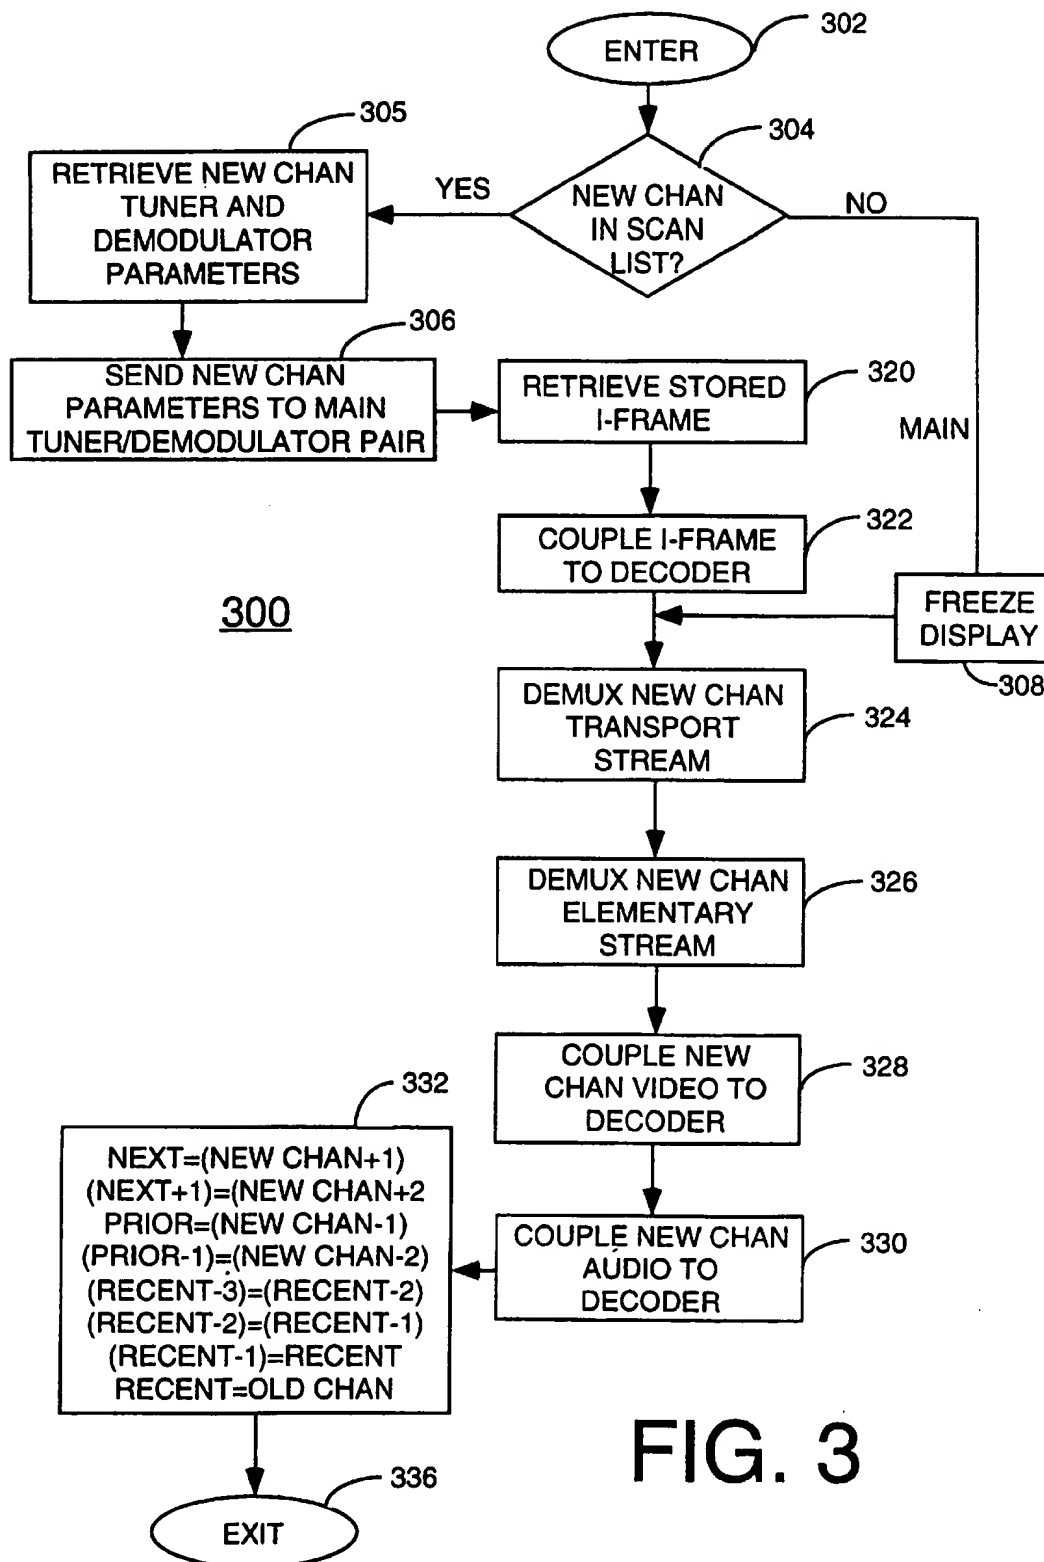 ENTER
302
304
NEW CHAN
IN SCAN
LIST?
YES
NO
305
RETRIEVE NEW CHAN
TUNER AND
DEMODULATOR
PARAMETERS
306
SEND NEW CHAN
PARAMETERS TO MAIN
TUNER/DEMODULATOR PAIR
RETRIEVE STORED
I-FRAME
320
MAIN
COUPLE I-FRAME
TO DECODER
322
300
FREEZE
DISPLAY
308
DEMUX NEW CHAN
TRANSPORT
STREAM
324
DEMUX NEW CHAN
ELEMENTARY
STREAM
326
COUPLE NEW
CHAN VIDEO TO
DECODER
328
COUPLE NEW CHAN
AUDIO TO
DECODER
330
332
NEXT=(NEW CHAN+1)
(NEXT+1)=(NEW CHAN+2
PRIOR=(NEW CHAN-1)
(PRIOR-1)=(NEW CHAN-2)
(RECENT-3)=(RECENT-2)
(RECENT-2)=(RECENT-1)
(RECENT-1)=RECENT
RECENT=OLD CHAN
FIG. 3
336
EXIT